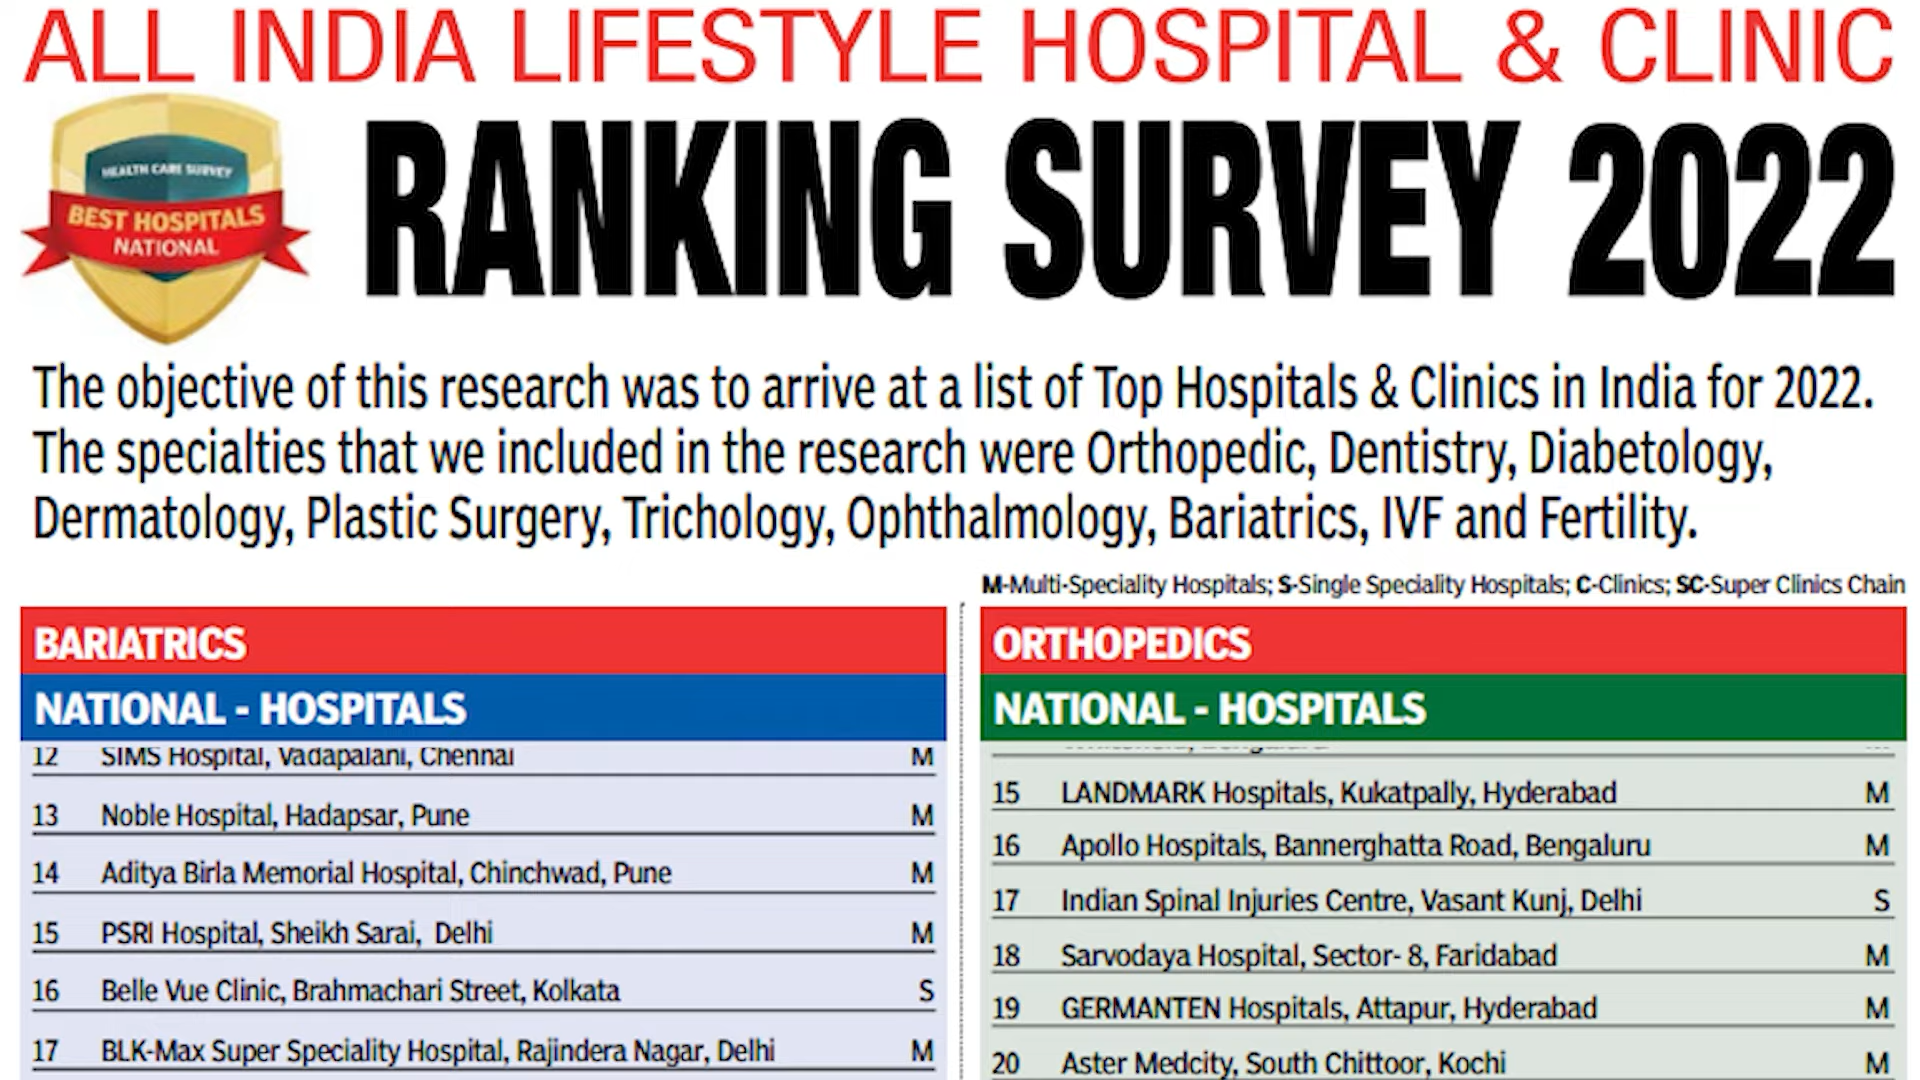 ALL INDIA LIFESTYLE HOSPITAL & CLINIC
HEALTH CARE SURVEY
BEST HOSPITALS
NATIONAL
RANKING SURVEY 2022
The objective of this research was to arrive at a list of Top Hospitals & Clinics in India for 2022.
The specialties that we included in the research were Orthopedic, Dentistry, Diabetology,
Dermatology, Plastic Surgery, Trichology, Ophthalmology, Bariatrics, IVF and Fertility.
M-Multi-Speciality Hospitals; S-Single Speciality Hospitals; C-Clinics; SC-Super Clinics Chain
BARIATRICS
NATIONAL - HOSPITALS
12 SIMS Hospital, Vadapalani, Chennai M
13 Noble Hospital, Hadapsar, Pune M
14 Aditya Birla Memorial Hospital, Chinchwad, Pune M
15 PSRI Hospital, Sheikh Sarai, Delhi M
16 Belle Vue Clinic, Brahmachari Street, Kolkata S
17 BLK-Max Super Speciality Hospital, Rajindera Nagar, Delhi M
ORTHOPEDICS
NATIONAL - HOSPITALS
15 LANDMARK Hospitals, Kukatpally, Hyderabad M
16 Apollo Hospitals, Bannerghatta Road, Bengaluru M
17 Indian Spinal Injuries Centre, Vasant Kunj, Delhi S
18 Sarvodaya Hospital, Sector- 8, Faridabad M
19 GERMANTEN Hospitals, Attapur, Hyderabad M
20 Aster Medcity, South Chittoor, Kochi M